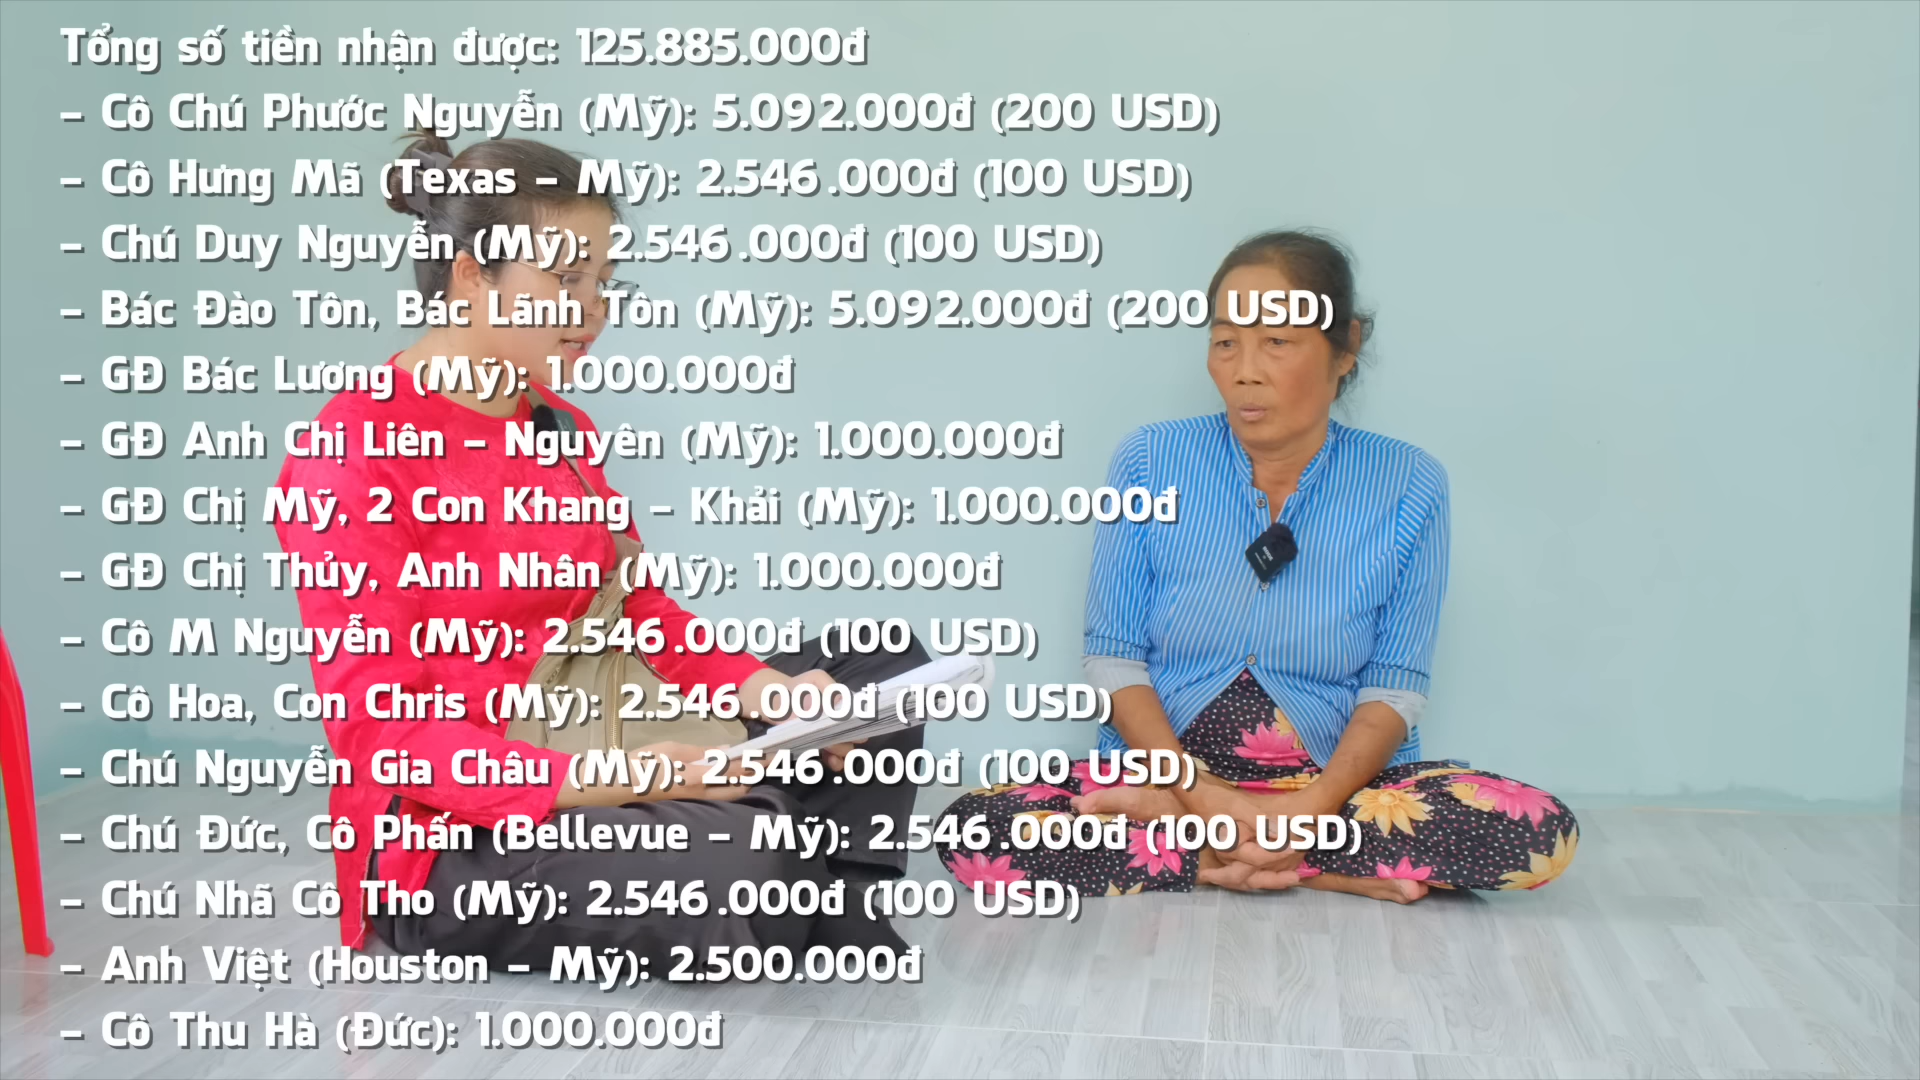 Tổng số tiền nhận được: 125.885.000đ
- Cô Chú Phước Nguyễn (Mỹ): 5.092.000đ (200 USD)
- Cô Hưng Mã (Texas - Mỹ): 2.546.000đ (100 USD)
- Chú Duy Nguyễn (Mỹ): 2.546.000đ (100 USD)
- Bác Đào Tôn, Bác Lãnh Tôn (Mỹ): 5.092.000đ (200 USD)
- GĐ Bác Lương (Mỹ): 1.000.000đ
- GĐ Anh Chị Liên - Nguyên (Mỹ): 1.000.000đ
- GĐ Chị Mỹ, 2 Con Khang - Khải (Mỹ): 1.000.000đ
- GĐ Chị Thủy, Anh Nhân (Mỹ): 1.000.000đ
- Cô M Nguyễn (Mỹ): 2.546.000đ (100 USD)
- Cô Hoa, Con Chris (Mỹ): 2.546.000đ (100 USD)
- Chú Nguyễn Gia Châu (Mỹ): 2.546.000đ (100 USD)
- Chú Đức, Cô Phấn (Bellevue - Mỹ): 2.546.000đ (100 USD)
- Chú Nhã Cô Tho (Mỹ): 2.546.000đ (100 USD)
- Anh Việt (Houston - Mỹ): 2.500.000đ
- Cô Thu Hà (Đức): 1.000.000đ